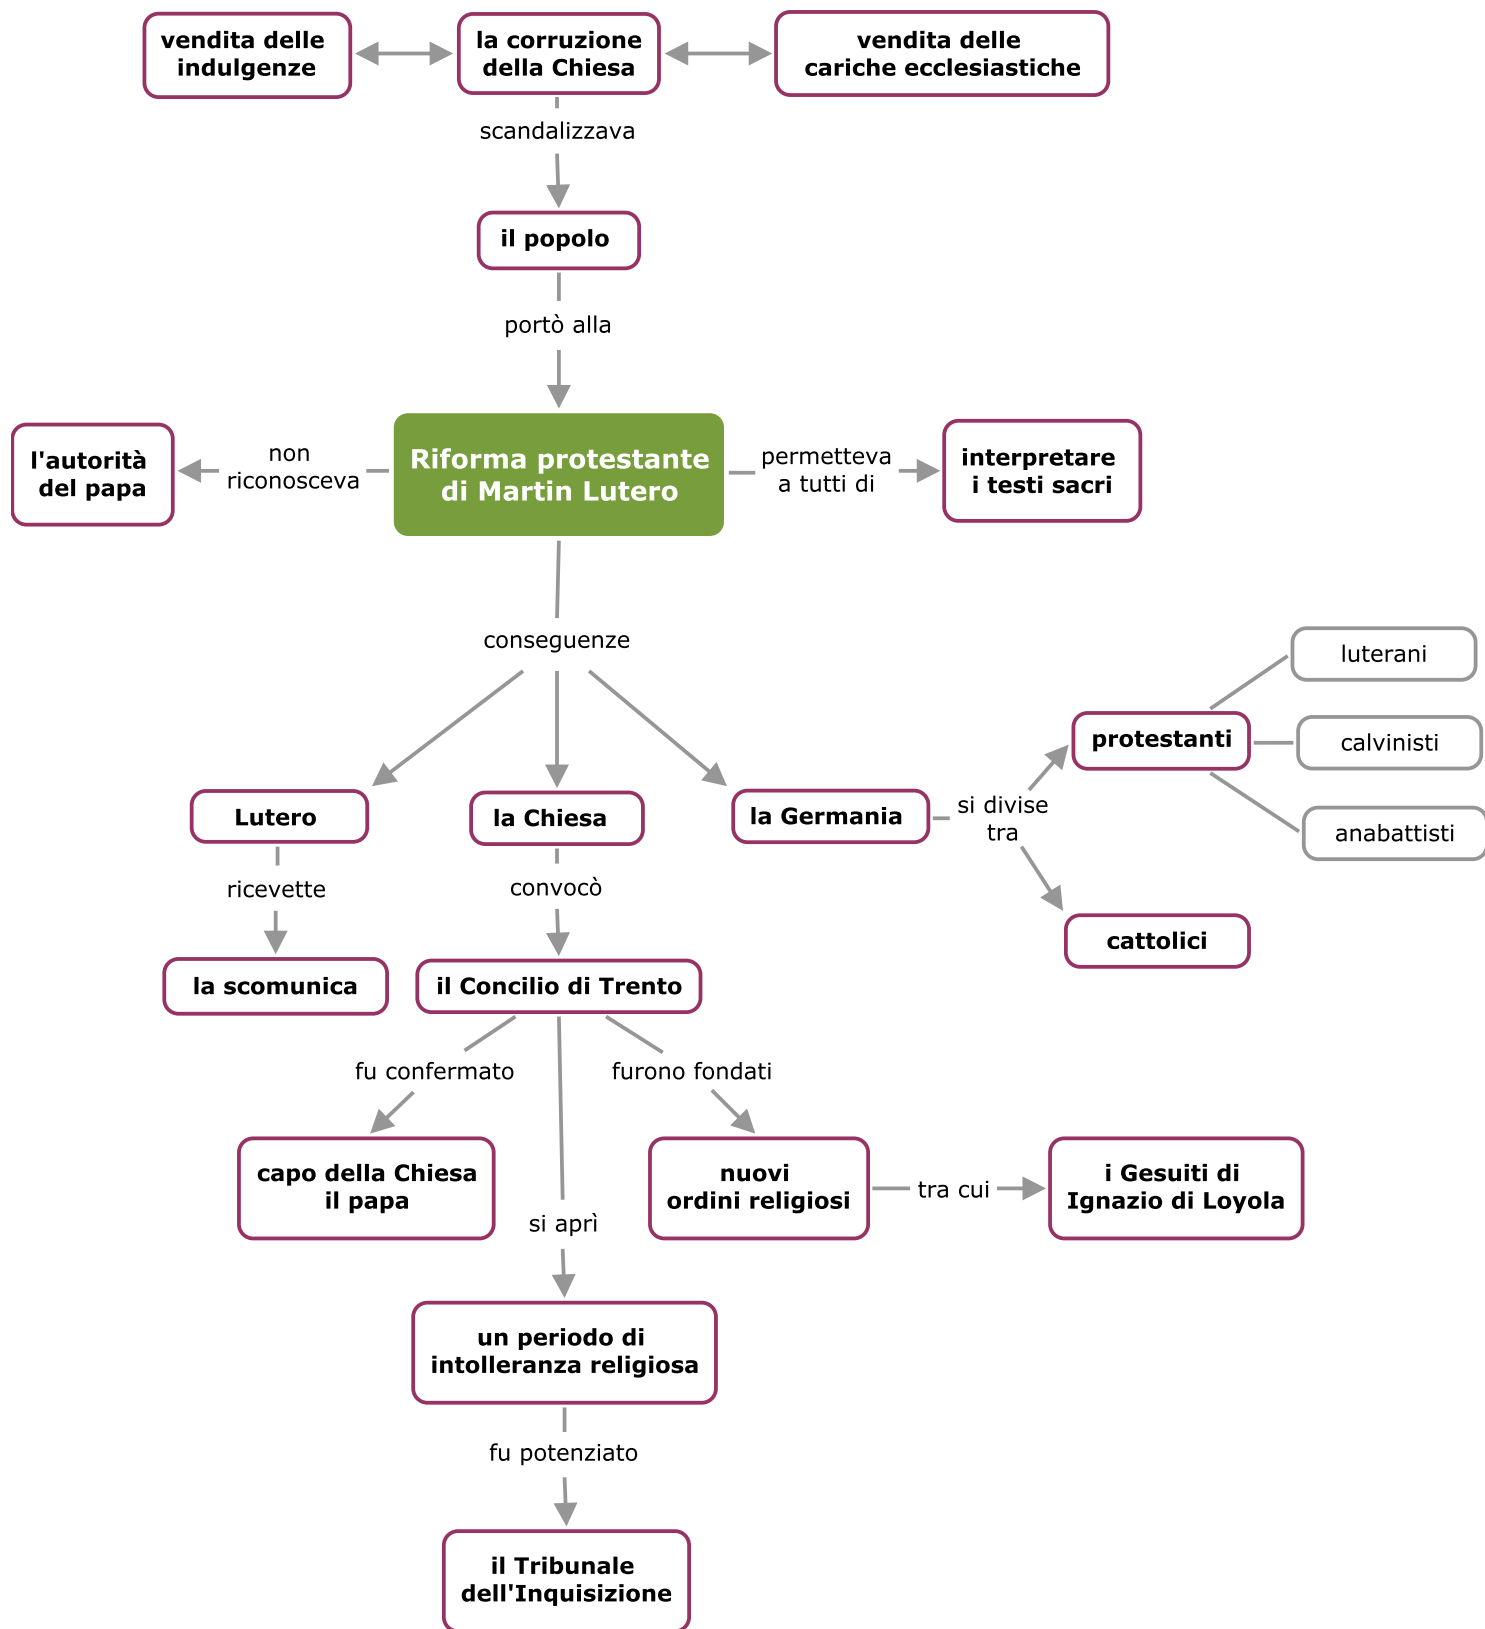 vendita delle
indulgenze
la corruzione
della Chiesa
vendita delle
cariche ecclesiastiche
scandalizzava
il popolo
portò alla
l'autorità
del papa
non
riconosceva
Riforma protestante
di Martin Lutero
permetteva
a tutti di
interpretare
i testi sacri
conseguenze
Lutero
la Chiesa
la Germania
si divise
tra
protestanti
luterani
calvinisti
anabattisti
cattolici
ricevette
la scomunica
convocò
il Concilio di Trento
fu confermato
capo della Chiesa
il papa
furono fondati
nuovi
ordini religiosi
tra cui
i Gesuiti di
Ignazio di Loyola
si aprì
un periodo di
intolleranza religiosa
fu potenziato
il Tribunale
dell'Inquisizione